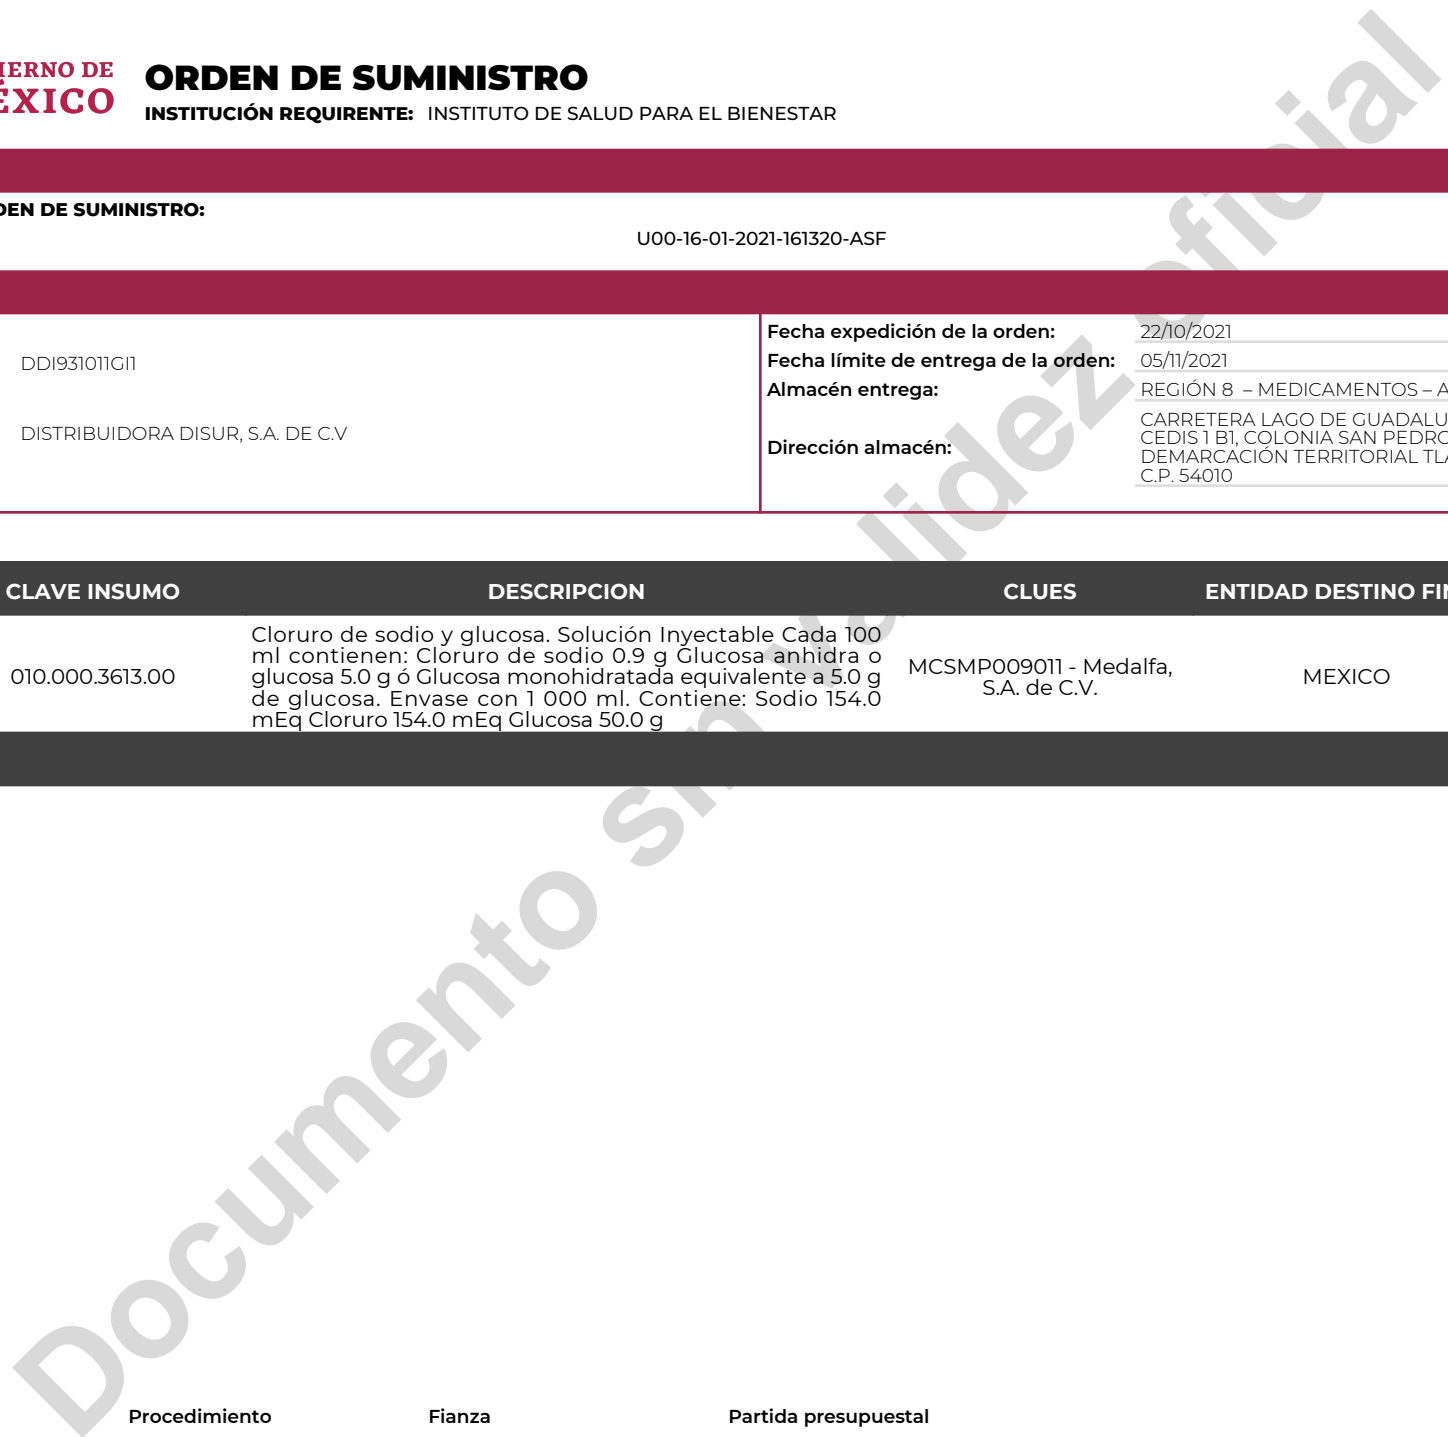 IERNO DE
ÉXICO
ORDEN DE SUMINISTRO
INSTITUCIÓN REQUIRENTE: INSTITUTO DE SALUD PARA EL BIENESTAR
DEN DE SUMINISTRO:
U00-16-01-2021-161320-ASF
DDI931011GI1
DISTRIBUIDORA DISUR, S.A. DE C.V
Fecha expedición de la orden: 22/10/2021
Fecha límite de entrega de la orden: 05/11/2021
Almacén entrega: REGIÓN 8 – MEDICAMENTOS – A
Dirección almacén:
CARRETERA LAGO DE GUADALU
CEDIS 1 B1, COLONIA SAN PEDRO
DEMARCACIÓN TERRITORIAL TLA
C.P. 54010
CLAVE INSUMO DESCRIPCION CLUES ENTIDAD DESTINO FIN
010.000.3613.00
Cloruro de sodio y glucosa. Solución Inyectable Cada 100
ml contienen: Cloruro de sodio 0.9 g Glucosa anhidra o
glucosa 5.0 g ó Glucosa monohidratada equivalente a 5.0 g
de glucosa. Envase con 1 000 ml. Contiene: Sodio 154.0
mEq Cloruro 154.0 mEq Glucosa 50.0 g
MCSMP009011 - Medalfa,
S.A. de C.V.
MEXICO
Documento sin validez oficial
Procedimiento Fianza Partida presupuestal